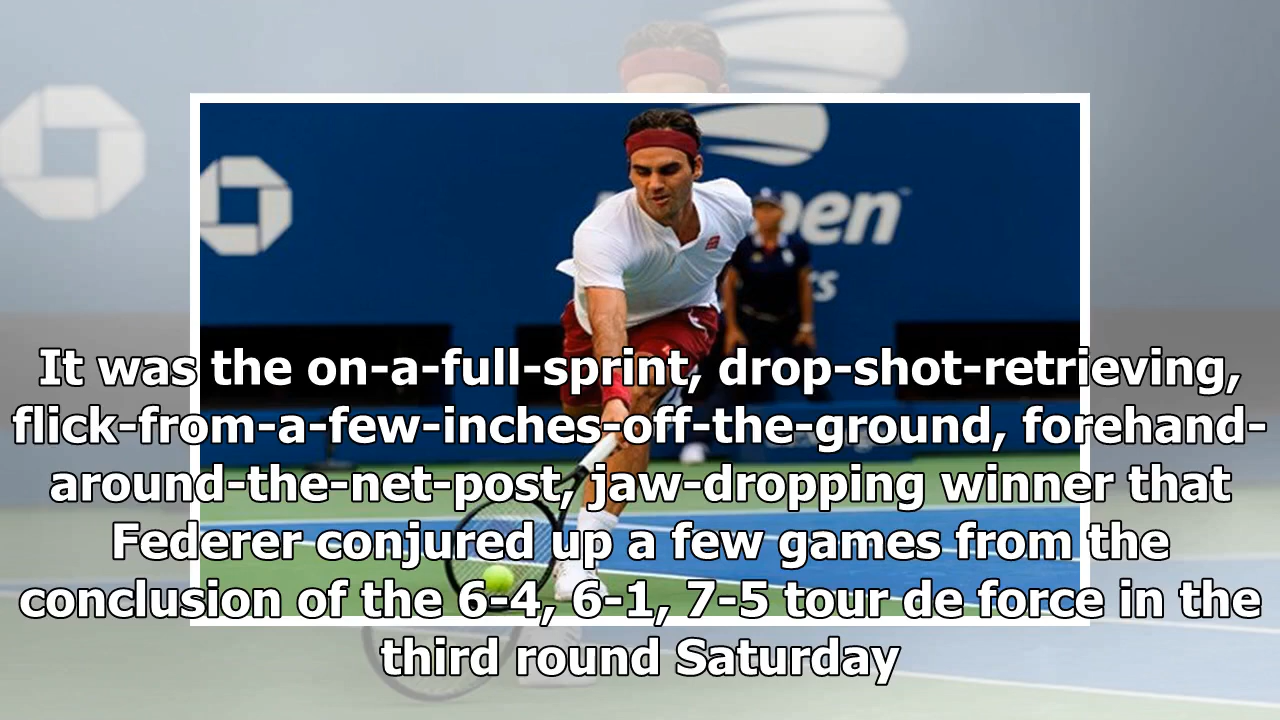 pen
rs
It was the on-a-full-sprint, drop-shot-retrieving,
flick-from-a-few-inches-off-the-ground, forehand-
around-the-net-post, jaw-dropping winner that
Federer conjured up a few games from the
conclusion of the 6-4, 6-1, 7-5 tour de force in the
third round Saturday